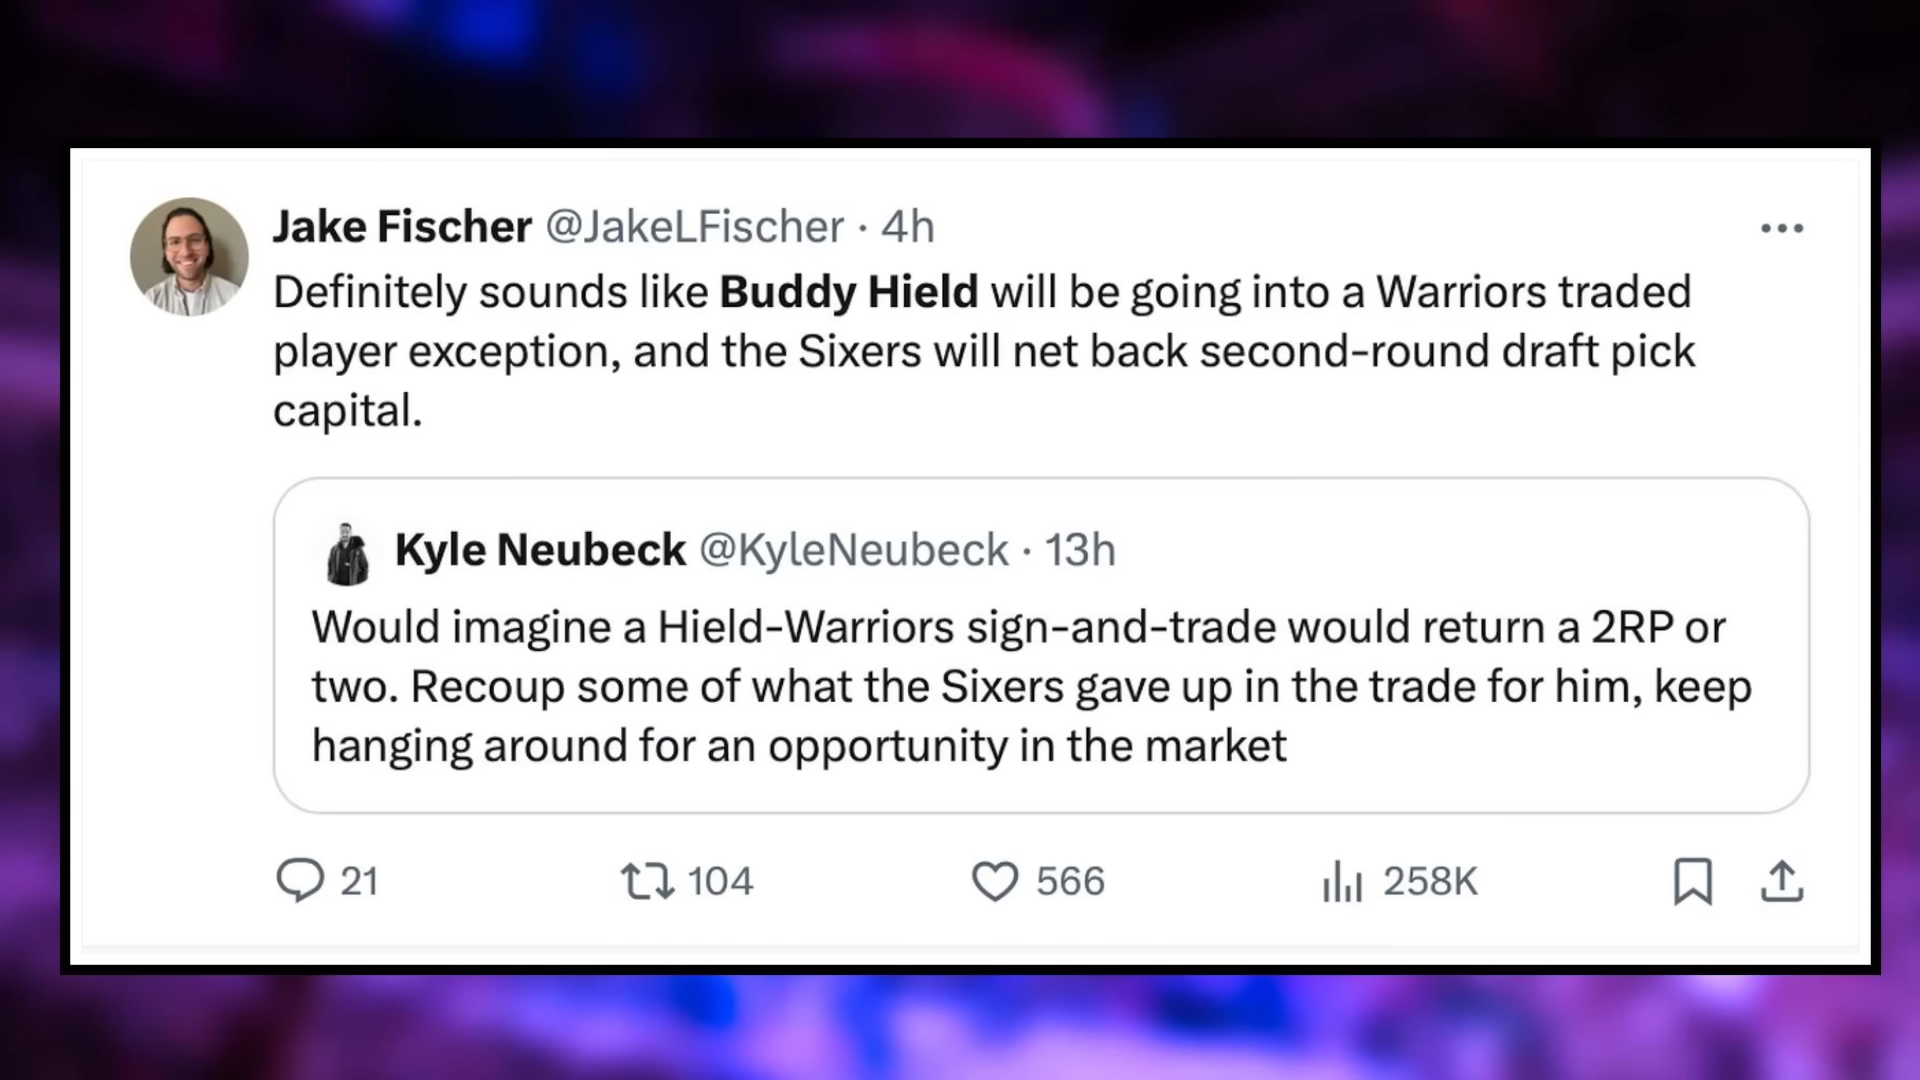 Jake Fischer @JakeLFischer · 4h
Definitely sounds like Buddy Hield will be going into a Warriors traded
player exception, and the Sixers will net back second-round draft pick
capital.
Kyle Neubeck @KyleNeubeck · 13h
Would imagine a Hield-Warriors sign-and-trade would return a 2RP or
two. Recoup some of what the Sixers gave up in the trade for him, keep
hanging around for an opportunity in the market
21 104 566 258K